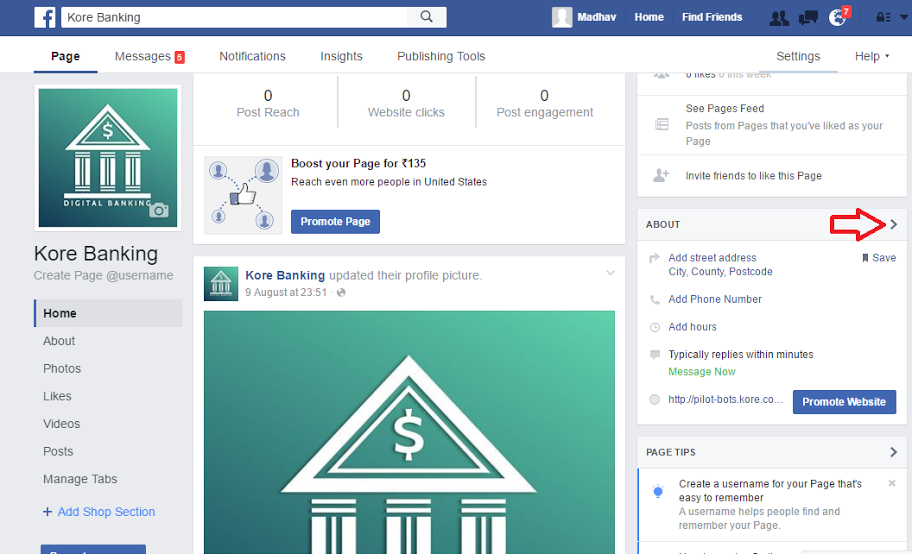 Kore Banking
Madhav
Home
Find Friends
7
Page
Messages 5
Notifications
Insights
Publishing Tools
Settings
Help
$
DIGITAL BANKING
Kore Banking
Create Page @username
Home
About
Photos
Likes
Videos
Posts
Manage Tabs
+ Add Shop Section
0
Post Reach
0
Website clicks
0
Post engagement
Boost your Page for ₹135
Reach even more people in United States
Promote Page
Kore Banking updated their profile picture.
9 August at 23:51 ·
$
0 likes 0 this week
See Pages Feed
Posts from Pages that you've liked as your
Page
Invite friends to like this Page
ABOUT
Add street address
Save
City, County, Postcode
Add Phone Number
Add hours
Typically replies within minutes
Message Now
http://pilot-bots.kore.co...
Promote Website
PAGE TIPS
Create a username for your Page that's
easy to remember
A username helps people find and
remember your Page.